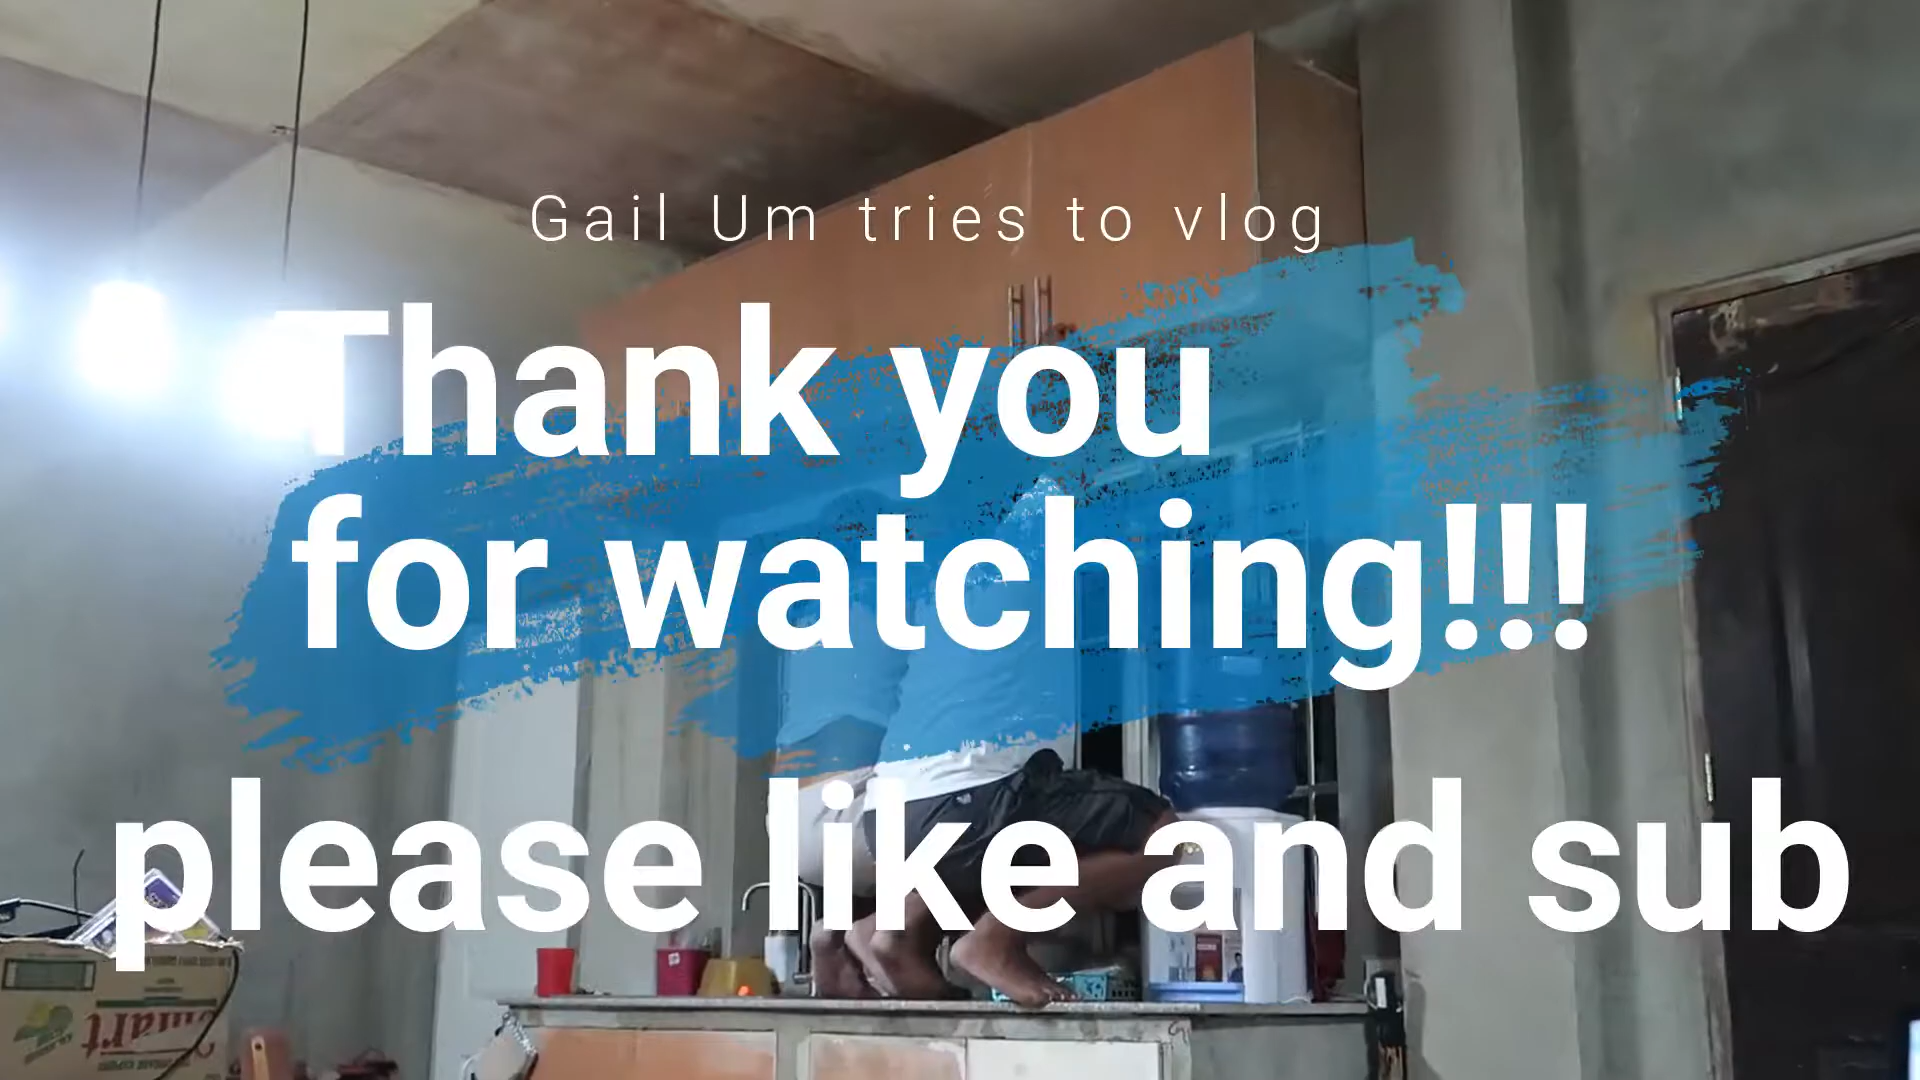 Gail Um tries to vlog
Thank you
for watching!!!
please like and sub